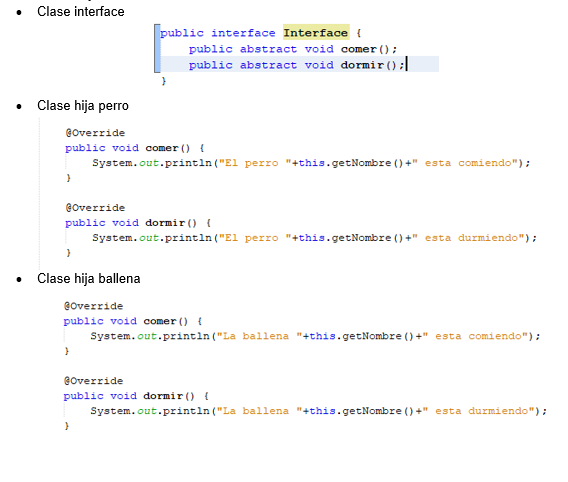 • Clase interface
public interface Interface {
public abstract void comer();
public abstract void dormir();
}
• Clase hija perro
@Override
public void comer() {
System.out.println("El perro "+this.getNombre()+" esta comiendo");
}
@Override
public void dormir() {
System.out.println("El perro "+this.getNombre()+" esta durmiendo");
}
• Clase hija ballena
@Override
public void comer() {
System.out.println("La ballena "+this.getNombre()+" esta comiendo");
}
@Override
public void dormir() {
System.out.println("La ballena "+this.getNombre()+" esta durmiendo");
}